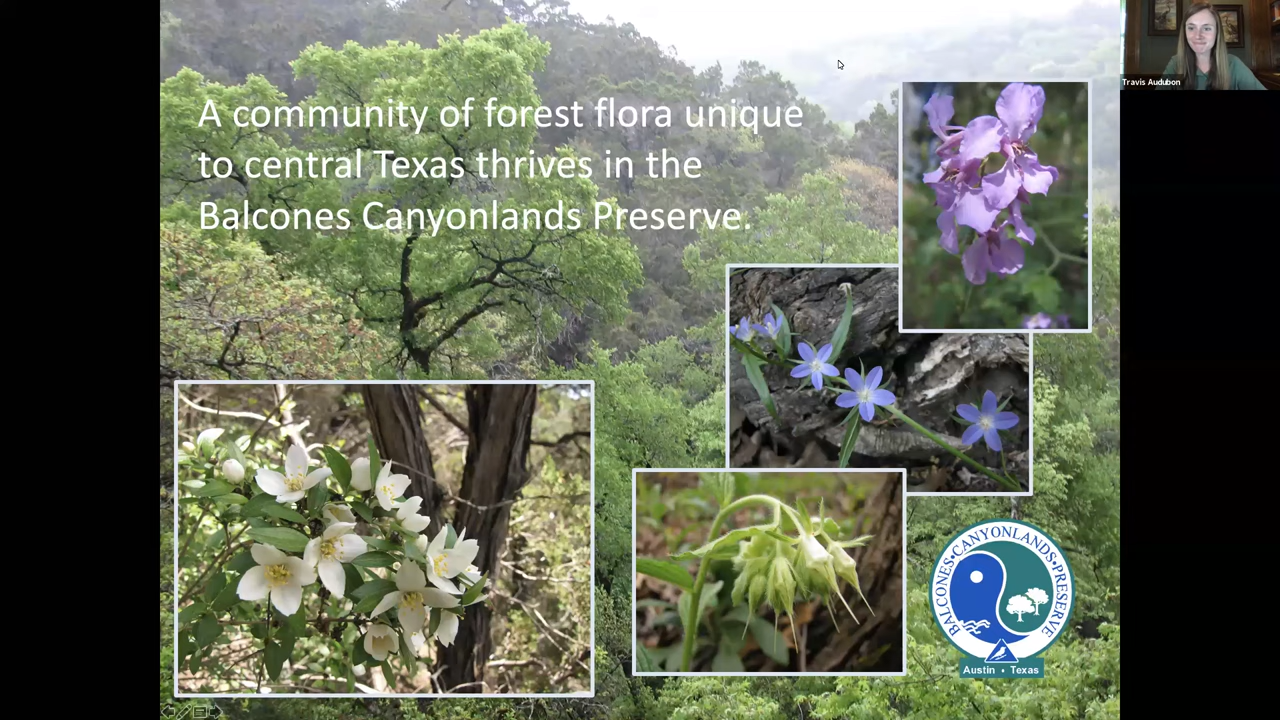 A community of forest flora unique
to central Texas thrives in the
Balcones Canyonlands Preserve.
Travis Audubon
BALCONES•CANYONLANDS•PRESERVE
Austin • Texas